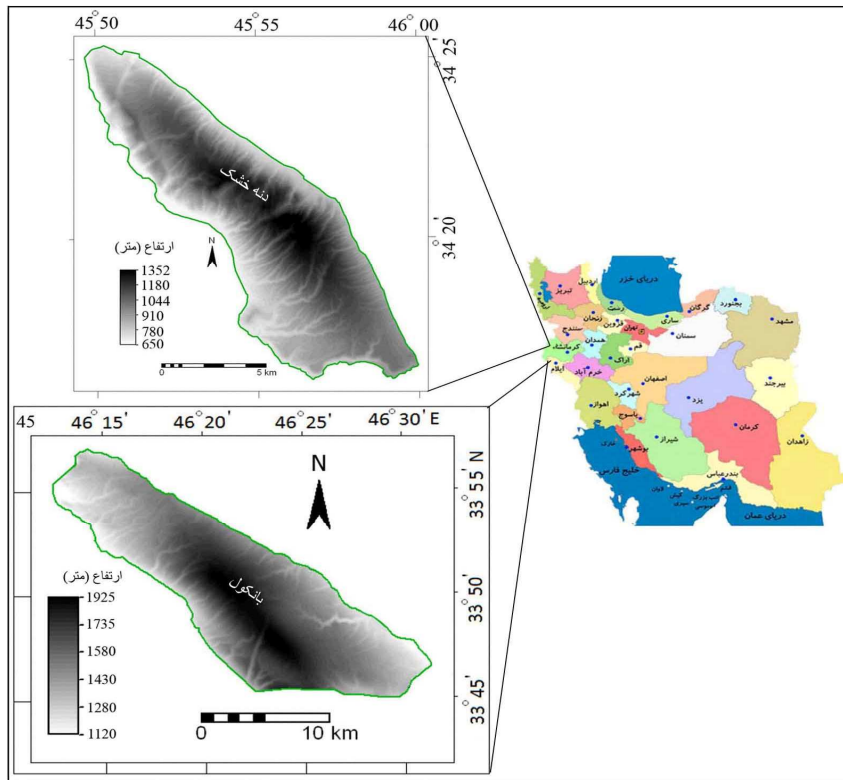 45 50'
45 55'
46 00'
34 25'
34 20'
دنه خشک
N
ارتفاع (متر)
1352
1180
1044
910
780
650
0
5 km
45
46 15'
46 20'
46 25'
46 30' E
33 55' N
33 50'
33 45'
N
بانکول
ارتفاع (متر)
1925
1735
1580
1430
1280
1120
0
10 km
دریای خزر
اردبیل
تبریز
رشت
زنجان
قزوین
تهران
ساری
گرگان
بجنورد
مشهد
سمنان
سنندج
همدان
کرمانشاه
قم
اراک
ایلام
خرم آباد
اصفهان
بیرجند
شهرکرد
یزد
اهواز
یاسوج
کرمان
شیراز
زاهدان
بوشهر
خلیج فارس
بندرعباس
دریای عمان